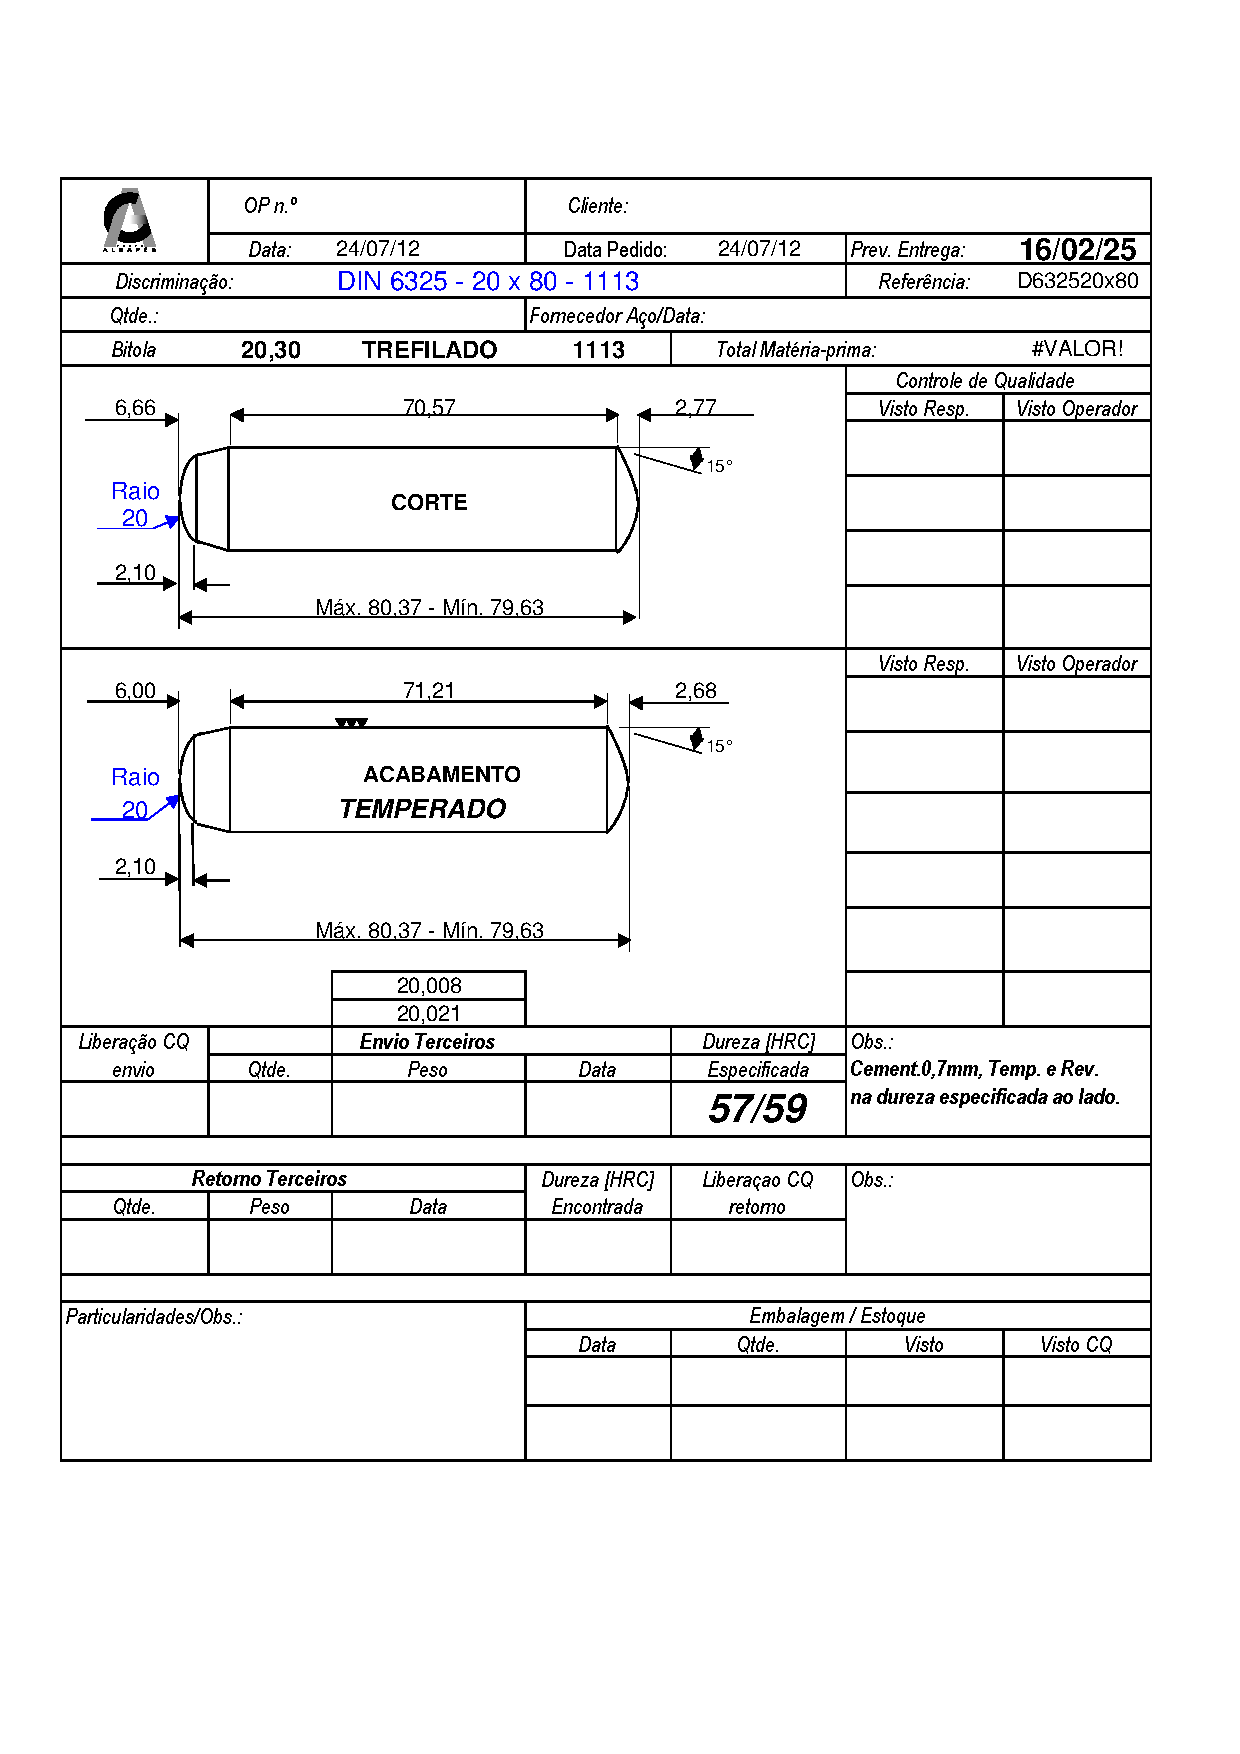 ALBAPEB
OP n.º Cliente:
Data: 24/07/12 Data Pedido: 24/07/12 Prev. Entrega: 16/02/25
Discriminação: DIN 6325 - 20 x 80 - 1113 Referência: D632520x80
Qtde.: Fornecedor Aço/Data:
Bitola 20,30 TREFILADO 1113 Total Matéria-prima: #VALOR!
Controle de Qualidade
6,66 70,57 2,77 Visto Resp. Visto Operador
15°
Raio CORTE
20
2,10
Máx. 80,37 - Mín. 79,63
Visto Resp. Visto Operador
6,00 71,21 2,68
15°
Raio ACABAMENTO
20 TEMPERADO
2,10
Máx. 80,37 - Mín. 79,63
20,008
20,021
Liberação CQ Envio Terceiros Dureza [HRC] Obs.:
envio Qtde. Peso Data Especificada Cement.0,7mm, Temp. e Rev.
57/59 na dureza especificada ao lado.
Retorno Terceiros Dureza [HRC] Liberaçao CQ Obs.:
Qtde. Peso Data Encontrada retorno
Particularidades/Obs.: Embalagem / Estoque
Data Qtde. Visto Visto CQ